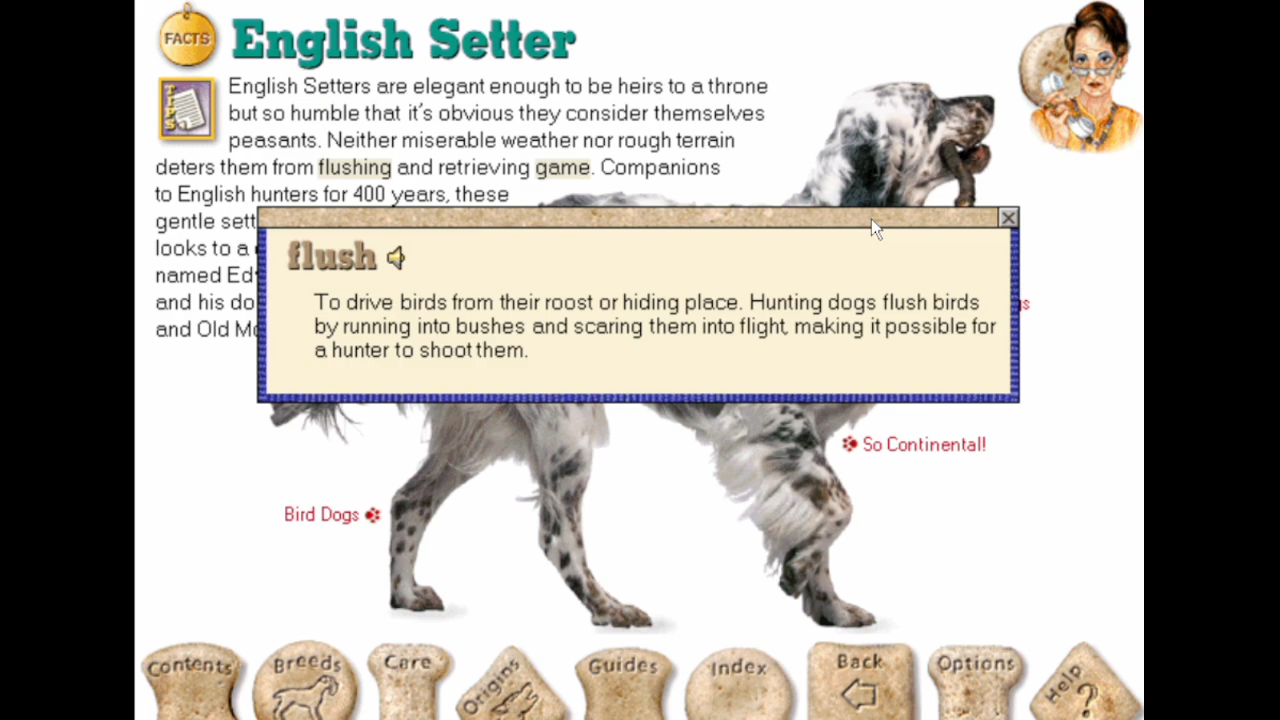 FACTS
English Setter
TIPS
English Setters are elegant enough to be heirs to a throne
but so humble that it's obvious they consider themselves
peasants. Neither miserable weather nor rough terrain
deters them from flushing and retrieving game. Companions
to English hunters for 400 years, these
gentle sett
looks to a
named Ed
and his do
and Old Mo
flush
To drive birds from their roost or hiding place. Hunting dogs flush birds
by running into bushes and scaring them into flight, making it possible for
a hunter to shoot them.
So Continental!
Bird Dogs
Contents
Breeds
Care
Origins
Guides
Index
Back
Options
Help
?